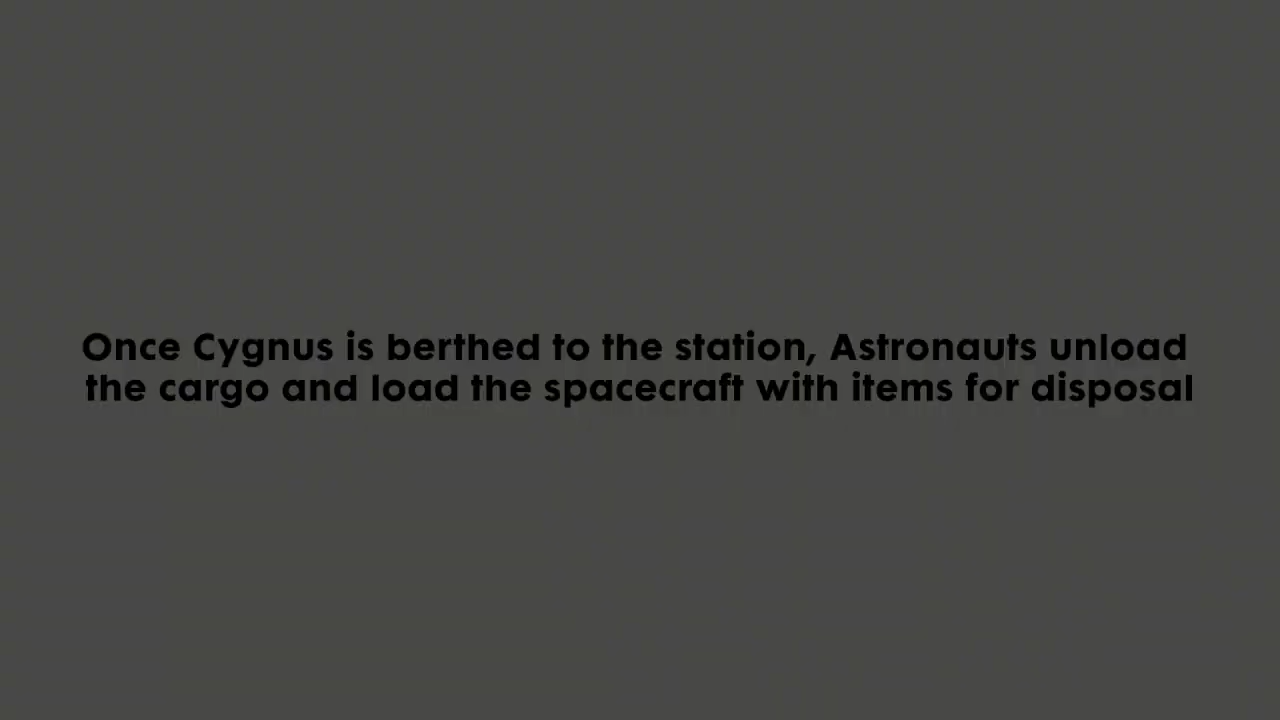 Once Cygnus is berthed to the station, Astronauts unload
the cargo and load the spacecraft with items for disposal